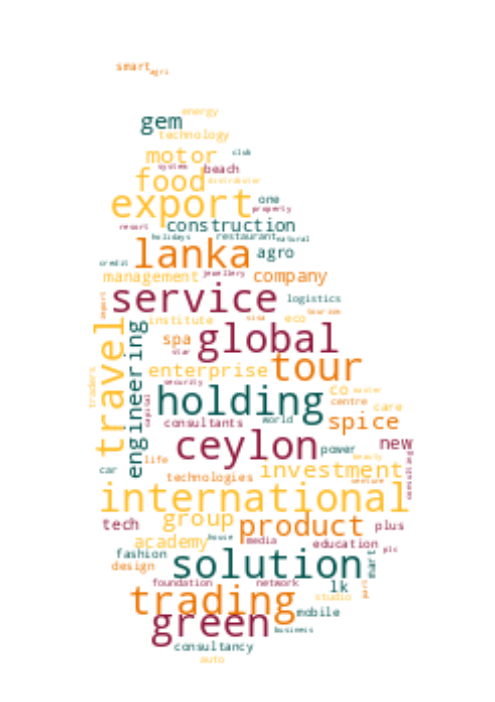 smart
agri
energy
gem
technology
motor
club
system
beach
food
distributor
export
one
property
resort
construction
holidays
restaurant
natural
lanka
agro
credit
management
jewellery
company
service
logistics
import
tourism
institute
visa
eco
travel
engineering
spa
global
star
enterprise
tour
security
traders
holding
co
master
centre
care
capital
consultants
world
spice
ceylon
power
new
life
beauty
car
investment
technologies
venture
international
group
product
tech
plus
academy
house
media
education
plc
fashion
solution
mart
design
foundation
network
lk
port
trading
studio
green
mobile
business
consultancy
auto